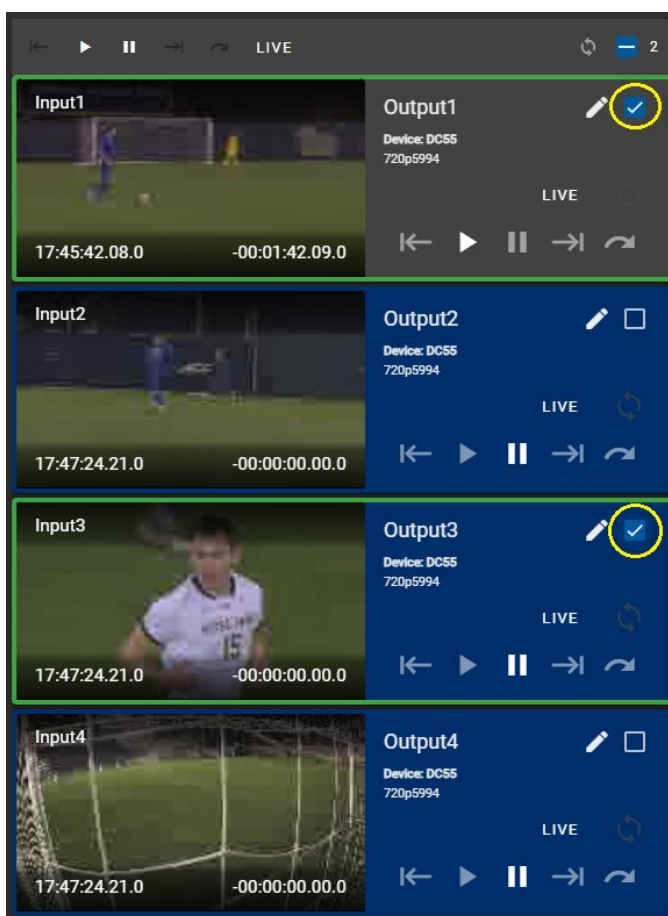 LIVE 2
Input1
Output1
Device: DC55
720p5994
LIVE
17:45:42.08.0 -00:01:42.09.0
Input2
Output2
Device: DC55
720p5994
LIVE
17:47:24.21.0 -00:00:00.00.0
Input3
Output3
Device: DC55
720p5994
15
LIVE
17:47:24.21.0 -00:00:00.00.0
Input4
Output4
Device: DC55
720p5994
LIVE
17:47:24.21.0 -00:00:00.00.0